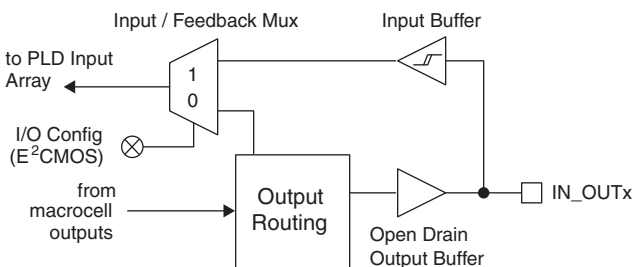 Input / Feedback Mux
Input Buffer
to PLD Input
Array
1
0
I/O Config
(E²CMOS)
from
macrocell
outputs
Output
Routing
IN_OUTx
Open Drain
Output Buffer